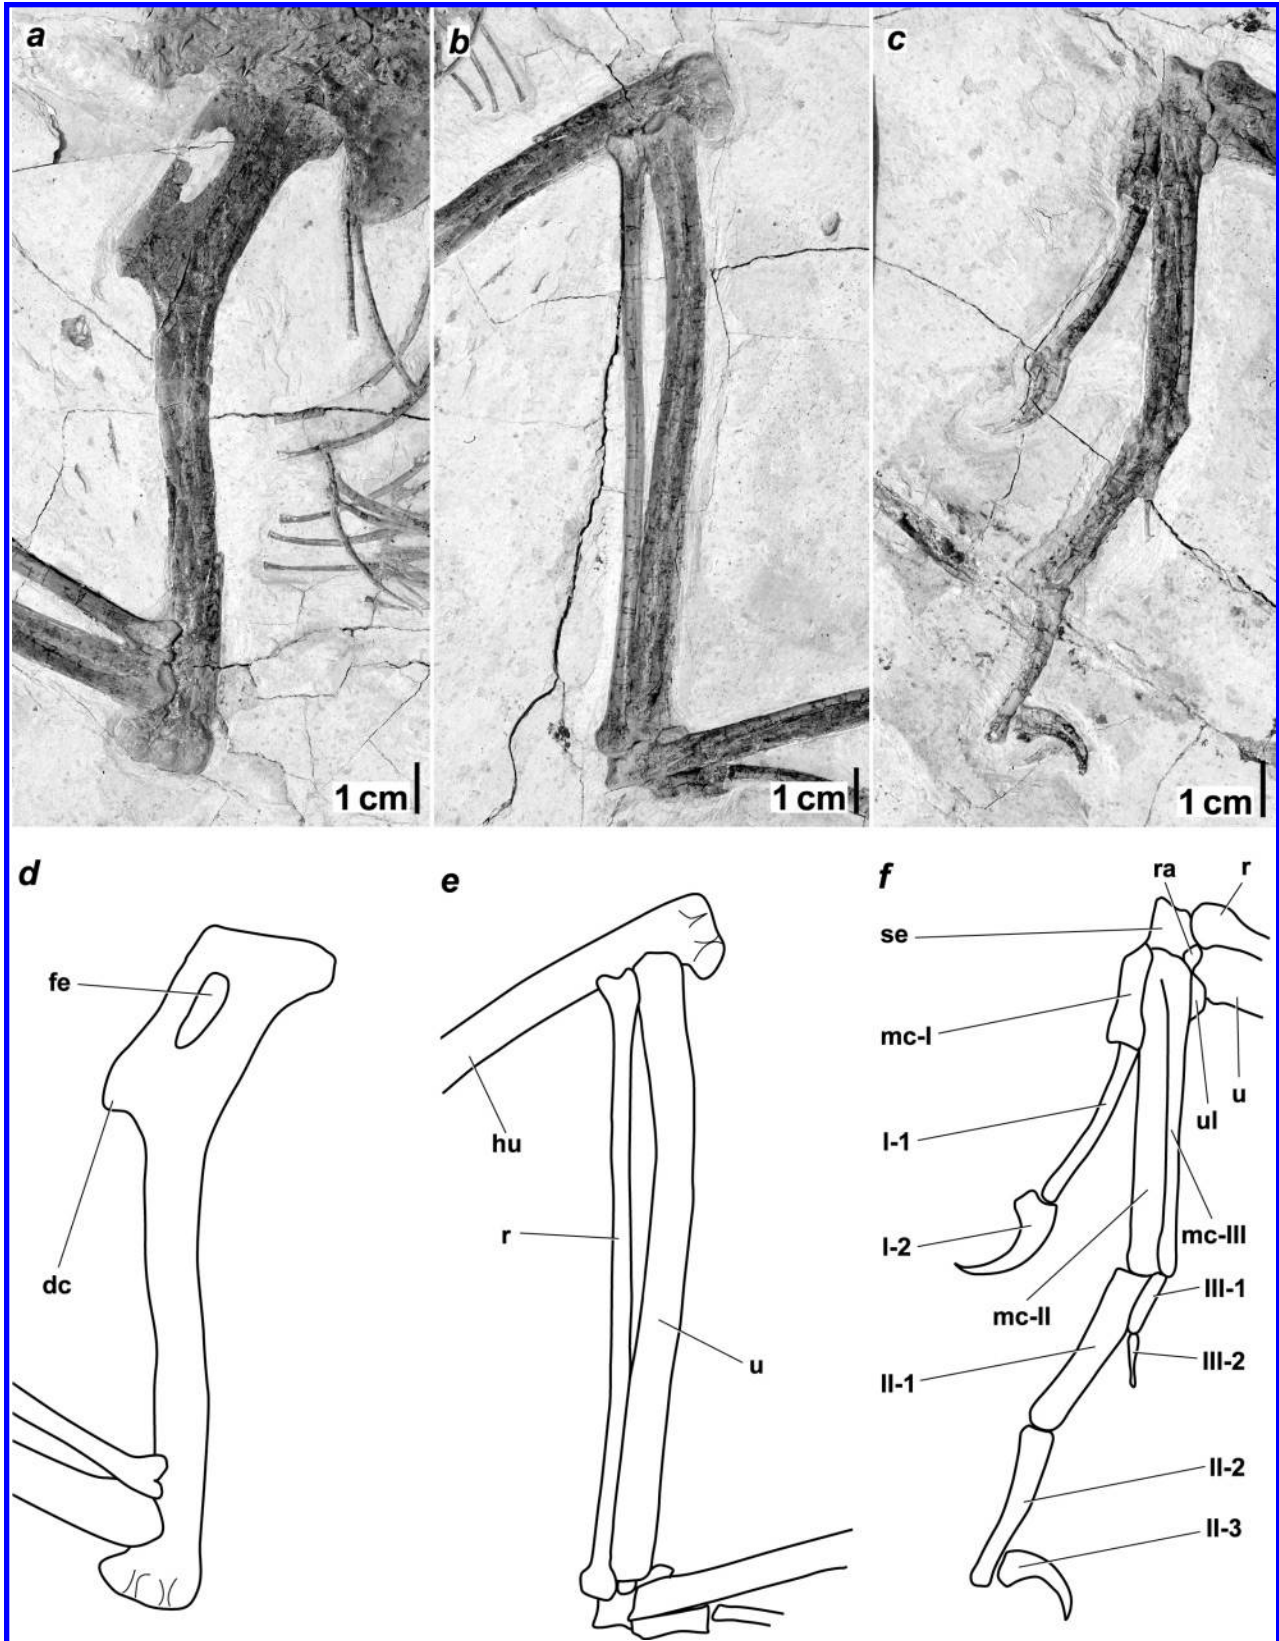 a
b
c
1 cm
1 cm
1 cm
d
e
f
ra
r
se
fe
mc-I
hu
u
ul
I-1
r
mc-III
I-2
dc
III-1
mc-II
u
III-2
II-1
II-2
II-3